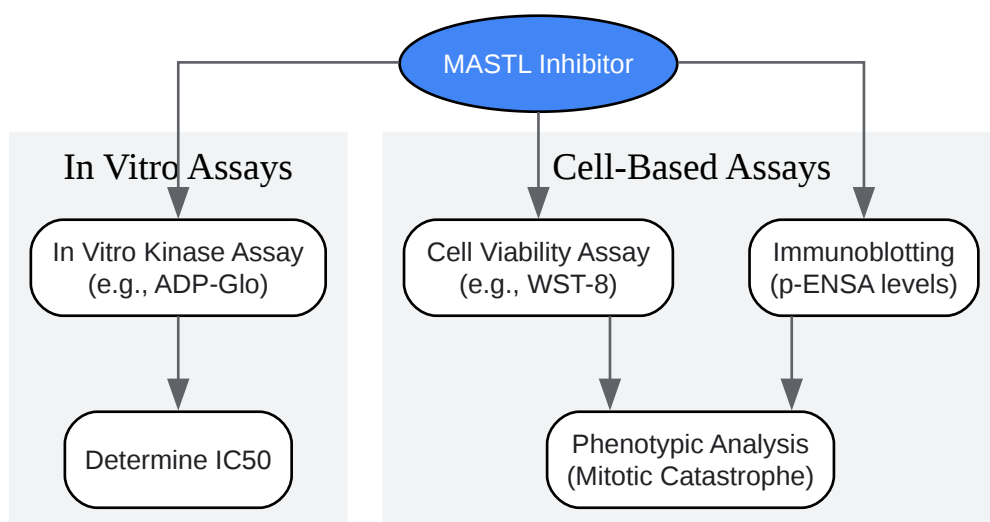 MASTL Inhibitor
In Vitro Assays
Cell-Based Assays
In Vitro Kinase Assay
(e.g., ADP-Glo)
Cell Viability Assay
(e.g., WST-8)
Immunoblotting
(p-ENSA levels)
Determine IC50
Phenotypic Analysis
(Mitotic Catastrophe)